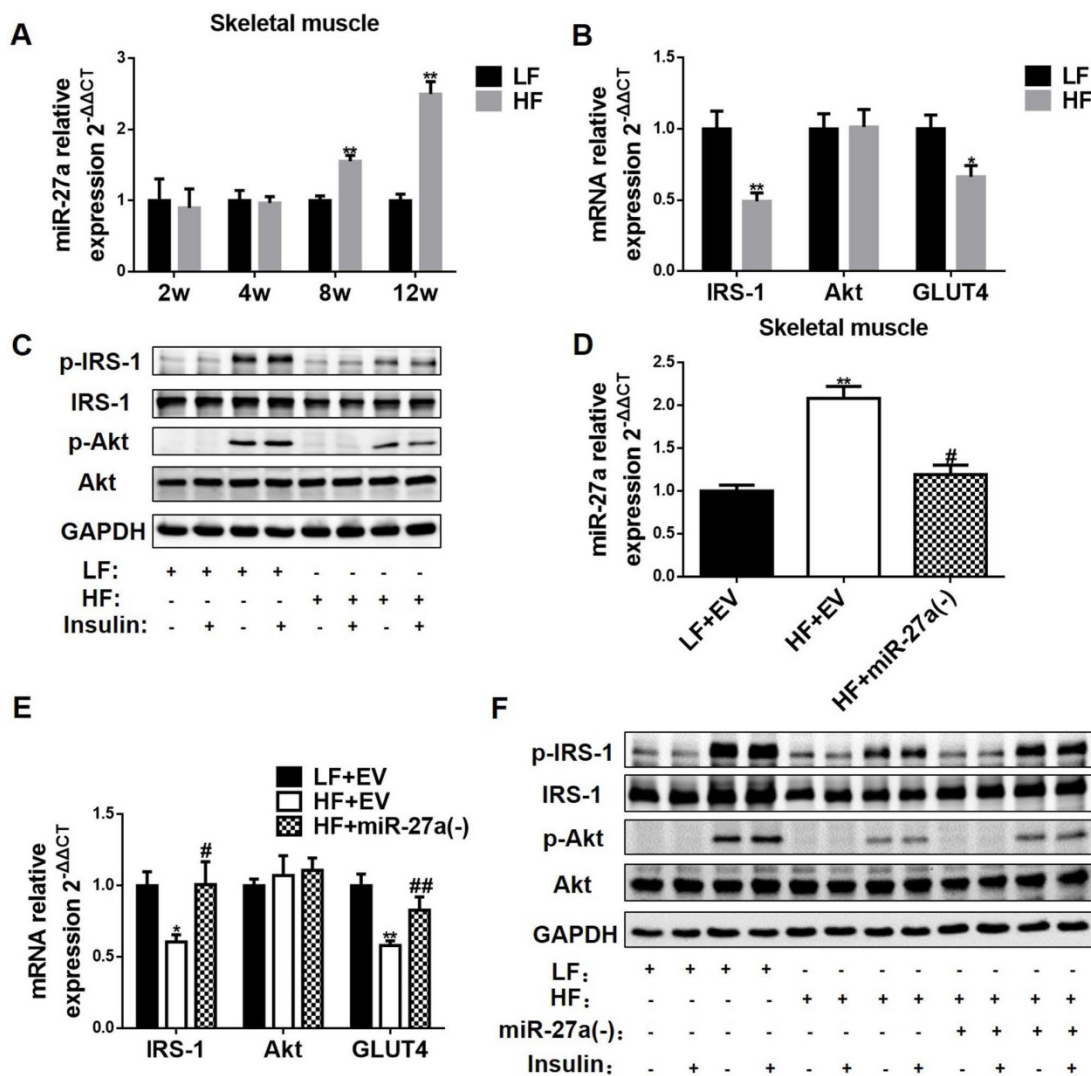 A
Skeletal muscle
miR-27a relative
expression 2^-ΔΔCT
3
2
1
0
** **
2w 4w 8w 12w
LF
HF
B
mRNA relative
expression 2^-ΔΔCT
1.5
1.0
0.5
0.0
** *
IRS-1 Akt GLUT4
LF
HF
C
p-IRS-1
IRS-1
p-Akt
Akt
GAPDH
LF: + + + + - - - -
HF: - - - - + + + +
Insulin: - + - + - + - +
D
Skeletal muscle
miR-27a relative
expression 2^-ΔΔCT
2.5
2.0
1.5
1.0
0.5
0.0
** #
LF+EV
HF+EV
HF+miR-27a(-)
E
LF+EV
HF+EV
HF+miR-27a(-)
mRNA relative
expression 2^-ΔΔCT
1.5
1.0
0.5
0.0
* # ** ##
IRS-1 Akt GLUT4
F
p-IRS-1
IRS-1
p-Akt
Akt
GAPDH
LF: + + + + - - - - - - - -
HF: - - - - + + + + + + + +
miR-27a(-): - - - - - - - - + + + +
Insulin: - + - + - + - + - + - +